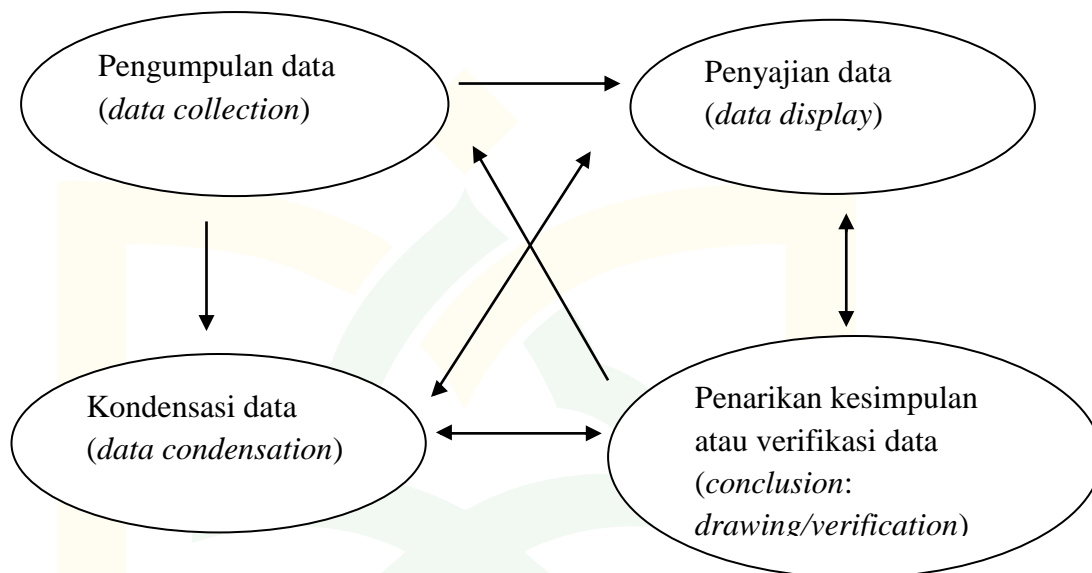 Pengumpulan data
(data collection)
Penyajian data
(data display)
Kondensasi data
(data condensation)
Penarikan kesimpulan
atau verifikasi data
(conclusion:
drawing/verification)